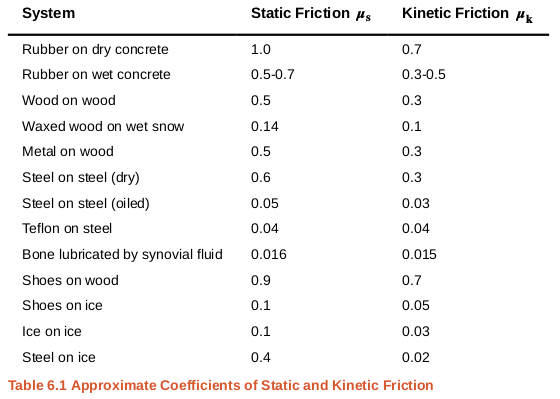 System Static Friction μs Kinetic Friction μk
Rubber on dry concrete 1.0 0.7
Rubber on wet concrete 0.5-0.7 0.3-0.5
Wood on wood 0.5 0.3
Waxed wood on wet snow 0.14 0.1
Metal on wood 0.5 0.3
Steel on steel (dry) 0.6 0.3
Steel on steel (oiled) 0.05 0.03
Teflon on steel 0.04 0.04
Bone lubricated by synovial fluid 0.016 0.015
Shoes on wood 0.9 0.7
Shoes on ice 0.1 0.05
Ice on ice 0.1 0.03
Steel on ice 0.4 0.02
Table 6.1 Approximate Coefficients of Static and Kinetic Friction